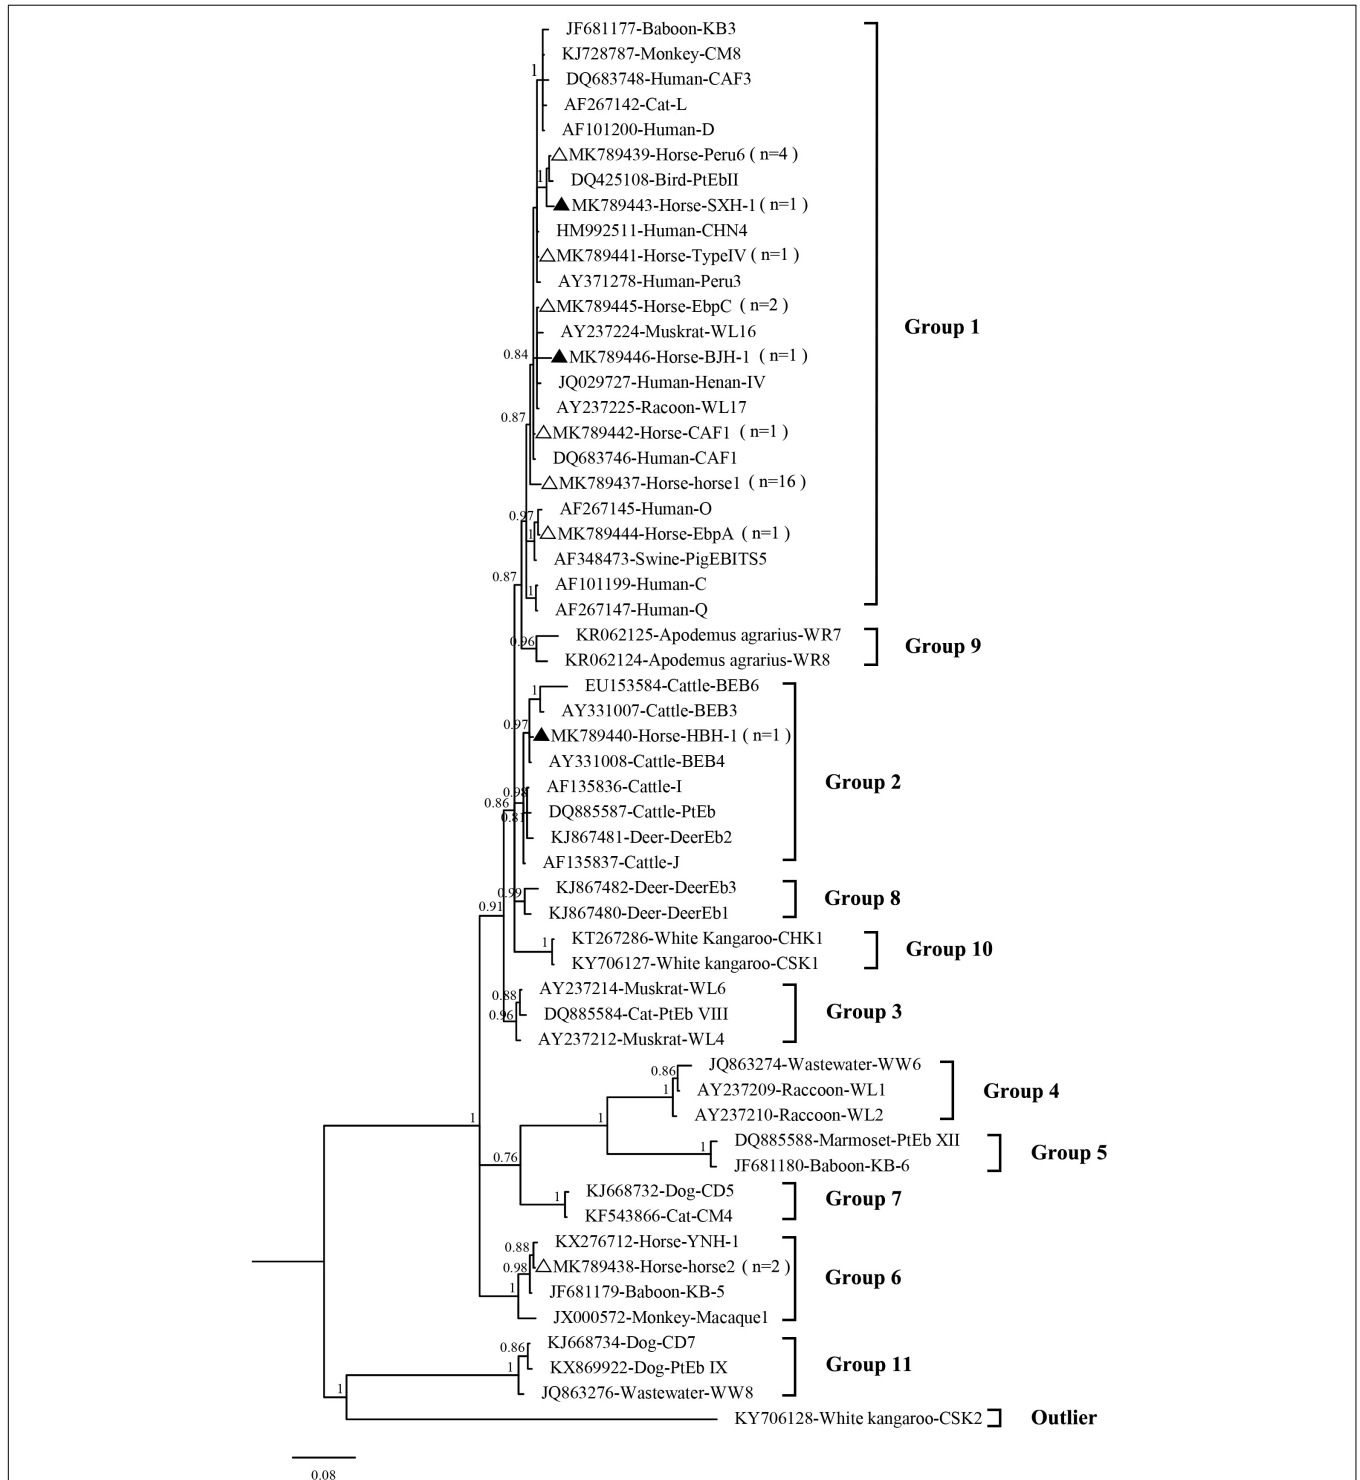 JF681177-Baboon-KB3
KJ728787-Monkey-CM8
1
DQ683748-Human-CAF3
AF267142-Cat-L
AF101200-Human-D
MK789439-Horse-Peru6 ( n=4 )
1
DQ425108-Bird-PtEbII
MK789443-Horse-SXH-1 ( n=1 )
HM992511-Human-CHN4
MK789441-Horse-TypeIV ( n=1 )
AY371278-Human-Peru3
MK789445-Horse-EbpC ( n=2 )
Group 1
AY237224-Muskrat-WL16
0.84
MK789446-Horse-BJH-1 ( n=1 )
JQ029727-Human-Henan-IV
AY237225-Racoon-WL17
0.87
MK789442-Horse-CAF1 ( n=1 )
DQ683746-Human-CAF1
MK789437-Horse-horse1 ( n=16 )
AF267145-Human-O
0.97
MK789444-Horse-EbpA ( n=1 )
1
AF348473-Swine-PigEBITS5
0.87
AF101199-Human-C
1
AF267147-Human-Q
KR062125-Apodemus agrarius-WR7
0.96
Group 9
KR062124-Apodemus agrarius-WR8
EU153584-Cattle-BEB6
1
AY331007-Cattle-BEB3
0.97
MK789440-Horse-HBH-1 ( n=1 )
AY331008-Cattle-BEB4
Group 2
AF135836-Cattle-I
0.98
0.86
DQ885587-Cattle-PtEb
0.81
KJ867481-Deer-DeerEb2
AF135837-Cattle-J
KJ867482-Deer-DeerEb3
0.99
Group 8
0.91
KJ867480-Deer-DeerEb1
KT267286-White Kangaroo-CHK1
1
Group 10
KY706127-White kangaroo-CSK1
AY237214-Muskrat-WL6
0.88
DQ885584-Cat-PtEb VIII
Group 3
0.96
AY237212-Muskrat-WL4
JQ863274-Wastewater-WW6
0.86
AY237209-Raccoon-WL1
Group 4
1
AY237210-Raccoon-WL2
1
1
DQ885588-Marmoset-PtEb XII
1
Group 5
0.76
JF681180-Baboon-KB-6
KJ668732-Dog-CD5
1
Group 7
KF543866-Cat-CM4
KX276712-Horse-YNH-1
0.88
MK789438-Horse-horse2 ( n=2 )
0.98
Group 6
1
JF681179-Baboon-KB-5
JX000572-Monkey-Macaque1
KJ668734-Dog-CD7
0.86
Group 11
1
KX869922-Dog-PtEb IX
1
JQ863276-Wastewater-WW8
KY706128-White kangaroo-CSK2
Outlier
0.08